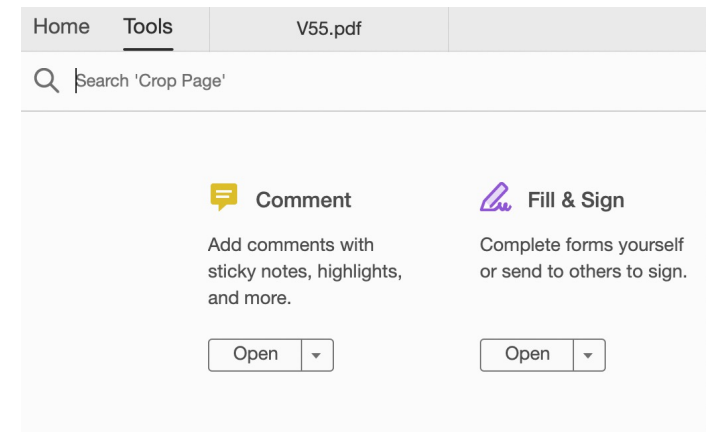 Home Tools V55.pdf
Search 'Crop Page'
Comment
Add comments with
sticky notes, highlights,
and more.
Open
Fill & Sign
Complete forms yourself
or send to others to sign.
Open